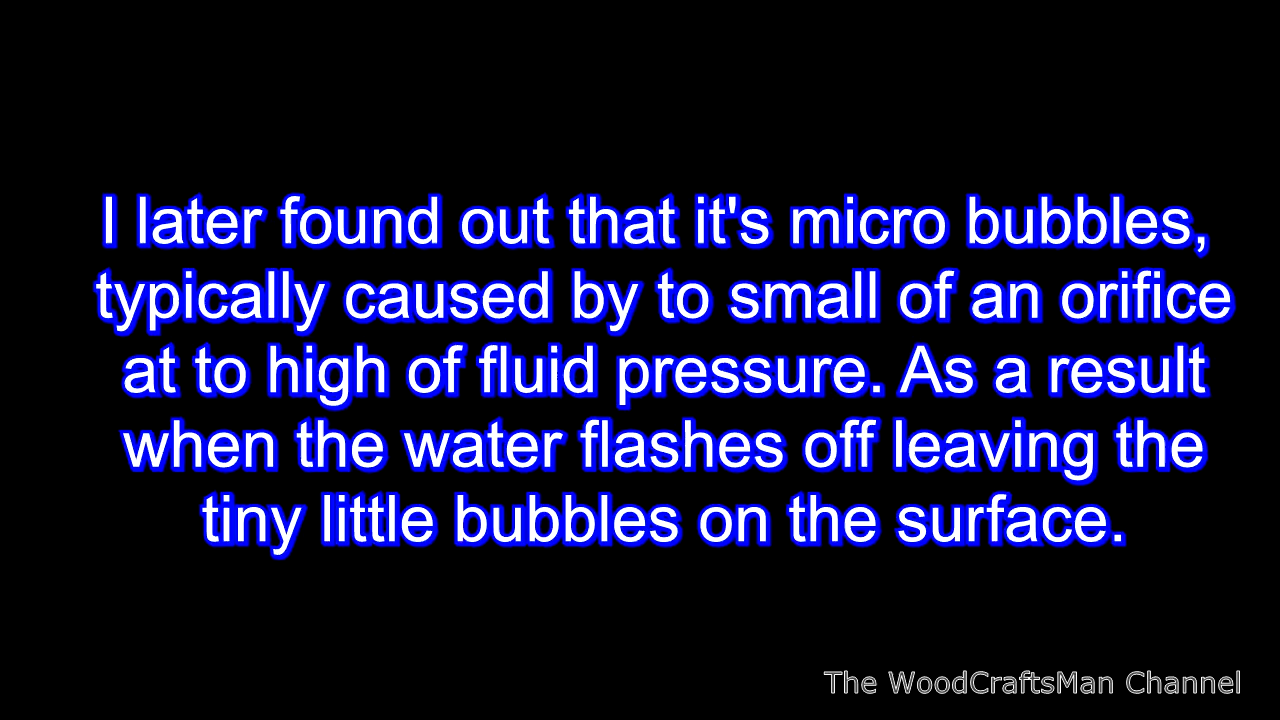 I later found out that it's micro bubbles,
typically caused by to small of an orifice
at to high of fluid pressure. As a result
when the water flashes off leaving the
tiny little bubbles on the surface.
The WoodCraftsMan Channel